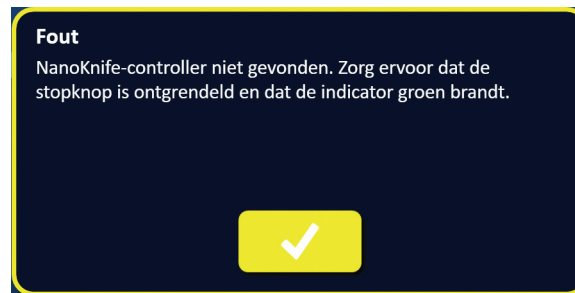 Fout
NanoKnife-controller niet gevonden. Zorg ervoor dat de
stopknop is ontgrendeld en dat de indicator groen brandt.